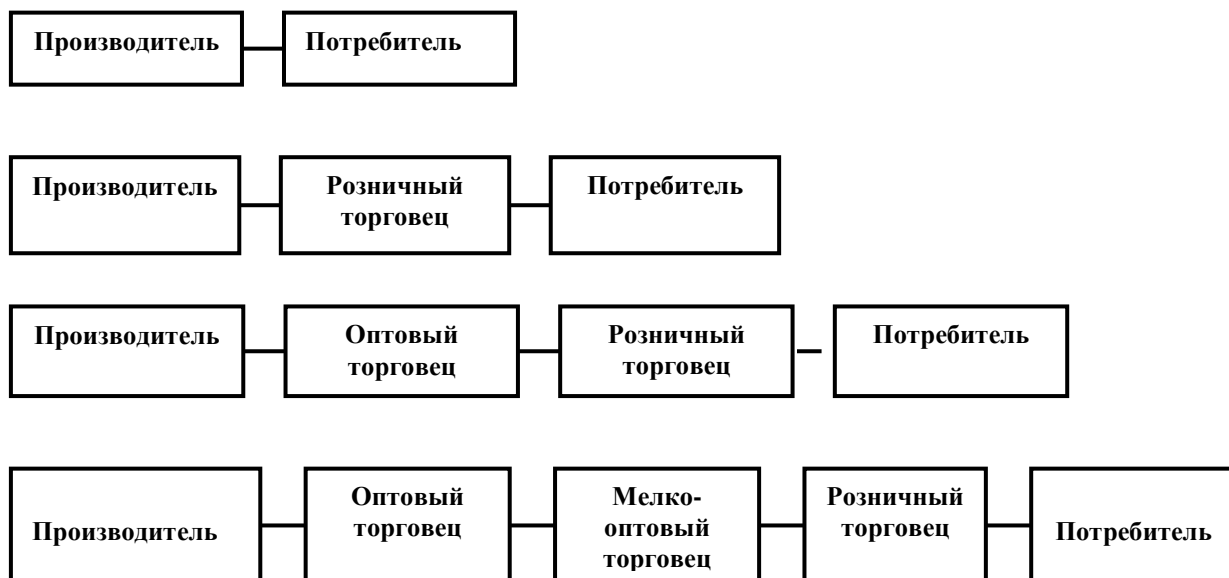 Производитель
Потребитель
Производитель
Розничный
торговец
Потребитель
Производитель
Оптовый
торговец
Розничный
торговец
Потребитель
Производитель
Оптовый
торговец
Мелко-
оптовый
торговец
Розничный
торговец
Потребитель